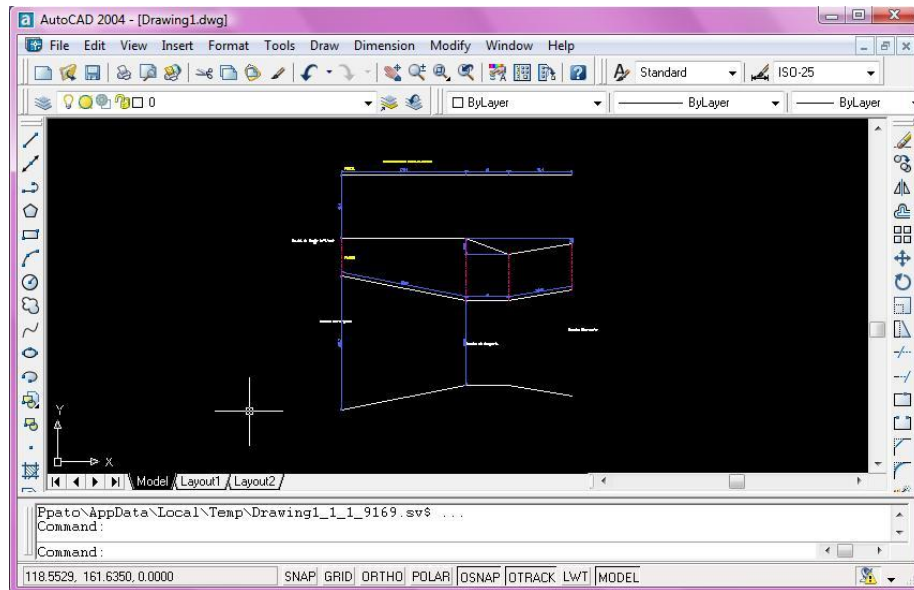 AutoCAD 2004 - [Drawing1.dwg]
File Edit View Insert Format Tools Draw Dimension Modify Window Help
Standard ISO-25
0 ByLayer ByLayer ByLayer
Y
X
Model Layout1 Layout2
Ppato\AppData\Local\Temp\Drawing1_1_1_9169.sv$ ...
Command:
Command:
118.5529, 161.6350, 0.0000 SNAP GRID ORTHO POLAR OSNAP OTRACK LWT MODEL